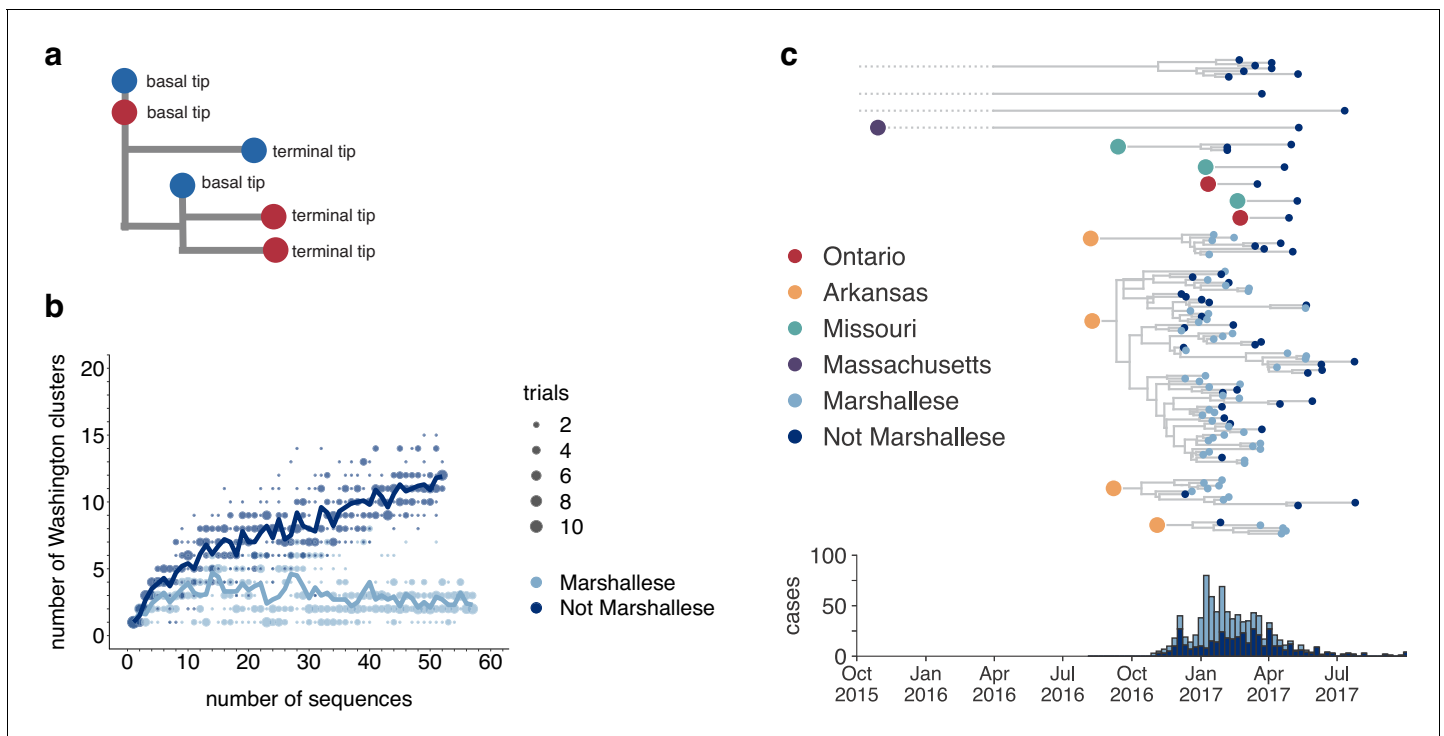 a
basal tip
basal tip
terminal tip
basal tip
terminal tip
terminal tip
b
number of Washington clusters
20
15
10
5
0
0 10 20 30 40 50 60
number of sequences
trials
2
4
6
8
10
Marshallese
Not Marshallese
c
Ontario
Arkansas
Missouri
Massachusetts
Marshallese
Not Marshallese
cases
100
50
0
Oct Jan Apr Jul Oct Jan Apr Jul
2015 2016 2016 2016 2016 2017 2017 2017